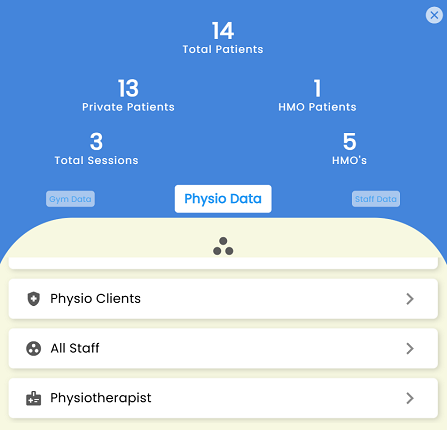 14
Total Patients
13
Private Patients
1
HMO Patients
3
Total Sessions
5
HMO's
Gym Data
Physio Data
Staff Data
Physio Clients
All Staff
Physiotherapist